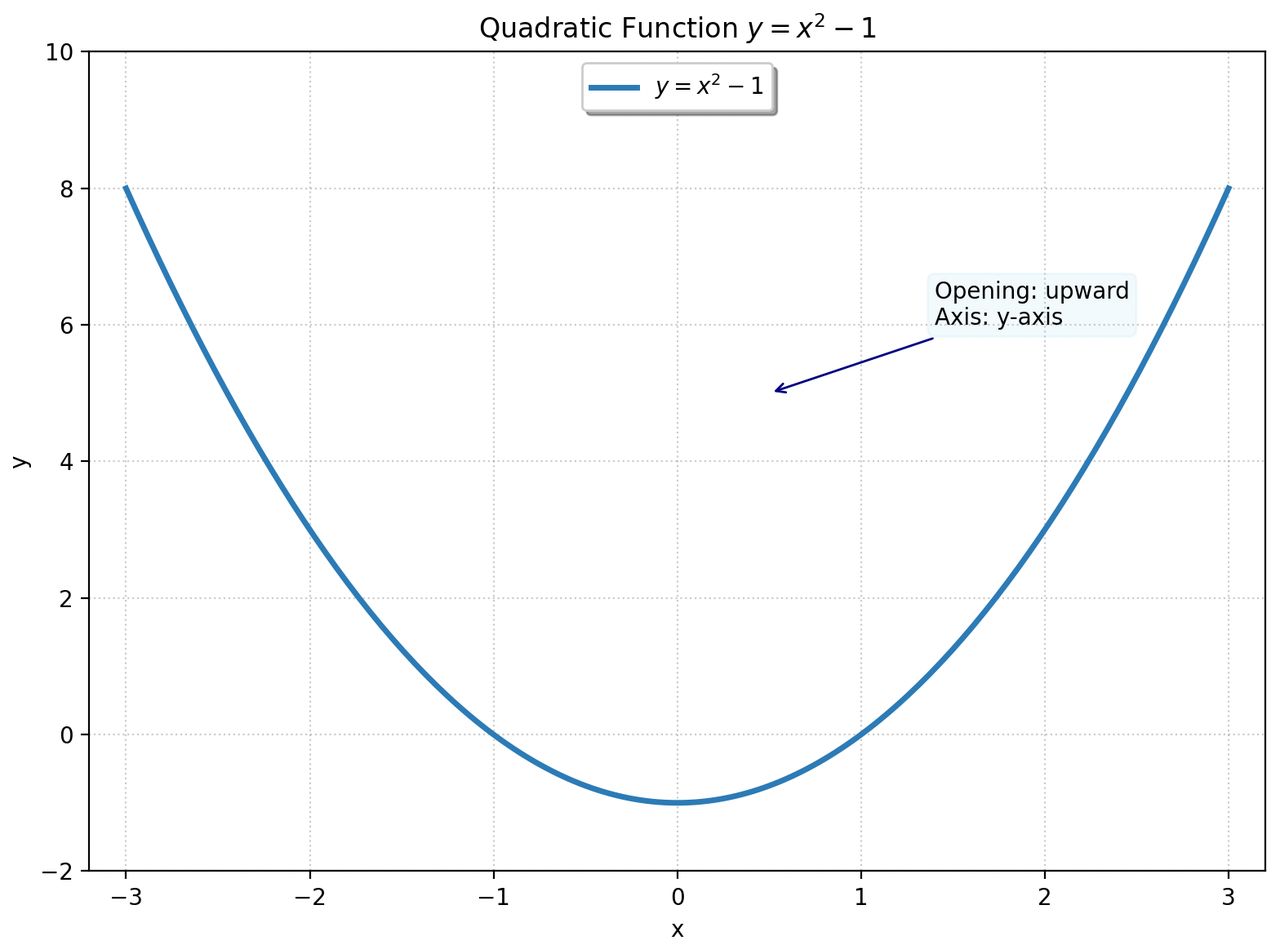 Quadratic Function y = x² − 1
y = x² − 1
Opening: upward
Axis: y-axis
y
10
8
6
4
2
0
−2
−3 −2 −1 0 1 2 3
x